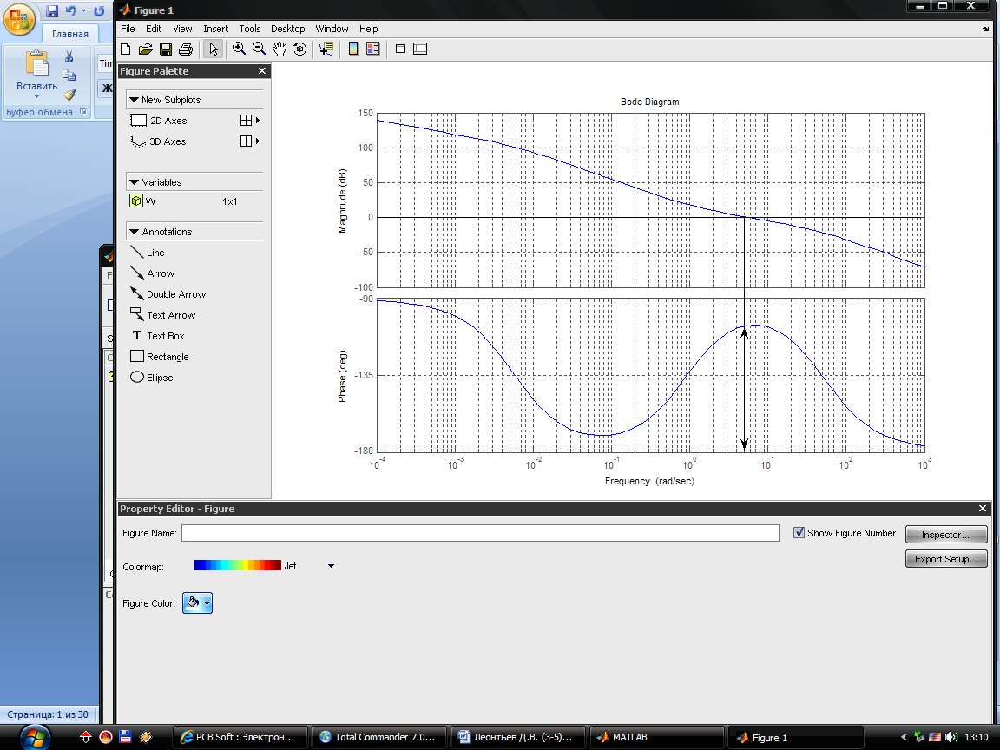 Figure 1
File Edit View Insert Tools Desktop Window Help
Главная
Вставить
Tim
Ж
Буфер обмена
Figure Palette
New Subplots
2D Axes
3D Axes
Variables
W 1x1
Annotations
Line
Arrow
Double Arrow
Text Arrow
T Text Box
Rectangle
Ellipse
Bode Diagram
Magnitude (dB)
150
100
50
0
-50
-100
Phase (deg)
-90
-135
-180
10^-4 10^-3 10^-2 10^-1 10^0 10^1 10^2 10^3
Frequency (rad/sec)
Property Editor - Figure
Figure Name:
Show Figure Number
Inspector...
Colormap: Jet
Export Setup...
Figure Color:
Страница: 1 из 30
PCB Soft : Электрон...
Total Commander 7.0...
Леонтьев Д.В. (3-5)...
MATLAB
Figure 1
13:10